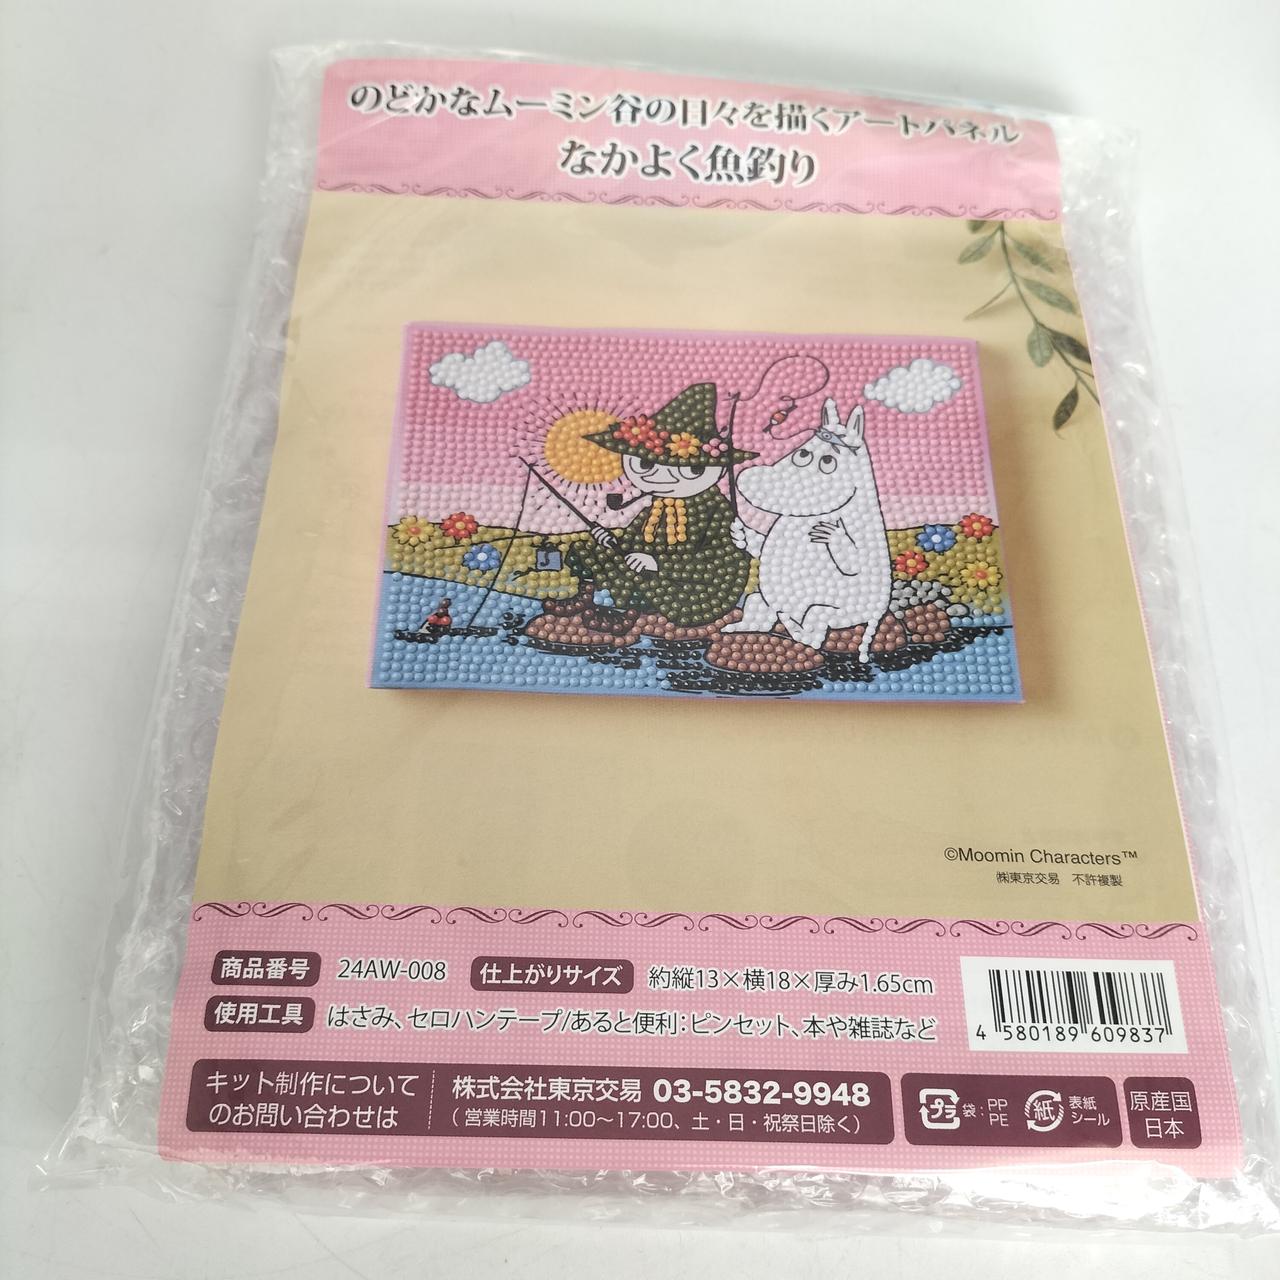 のどかなムーミン谷の日々を描くアートパネル
なかよく魚釣り
©Moomin Characters™
㈱東京交易 不許複製
商品番号 24AW-008 仕上がりサイズ 約縦13×横18×厚み1.65cm
使用工具 はさみ、セロハンテープ/あると便利:ピンセット、本や雑誌など
4 580189 609837
キット制作について
のお問い合わせは
株式会社東京交易 03-5832-9948
(営業時間11:00～17:00、土・日・祝祭日除く)
プラ 袋:PP
PE
紙 表紙
シール
原産国
日本